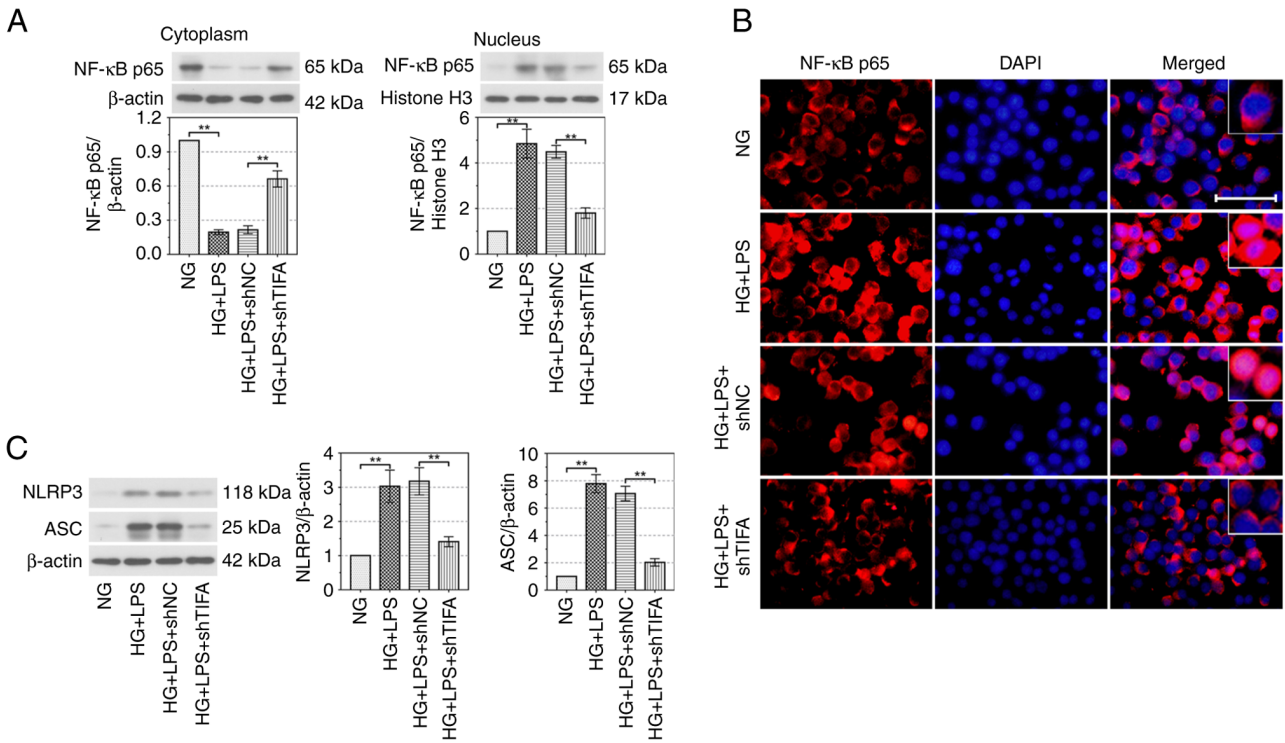 A
Cytoplasm
NF-κB p65
65 kDa
β-actin
42 kDa
NF-κB p65/
β-actin
1.2
0.9
0.6
0.3
0.0
**
**
NG
HG+LPS
HG+LPS+shNC
HG+LPS+shTIFA
Nucleus
NF-κB p65
65 kDa
Histone H3
17 kDa
NF-κB p65/
Histone H3
6
4
2
0
**
**
NG
HG+LPS
HG+LPS+shNC
HG+LPS+shTIFA
B
NF-κB p65
DAPI
Merged
NG
HG+LPS
HG+LPS+
shNC
HG+LPS+
shTIFA
C
NLRP3
118 kDa
ASC
25 kDa
β-actin
42 kDa
NG
HG+LPS
HG+LPS+shNC
HG+LPS+shTIFA
NLRP3/β-actin
4
3
2
1
0
**
**
NG
HG+LPS
HG+LPS+shNC
HG+LPS+shTIFA
ASC/β-actin
10
8
6
4
2
0
**
**
NG
HG+LPS
HG+LPS+shNC
HG+LPS+shTIFA